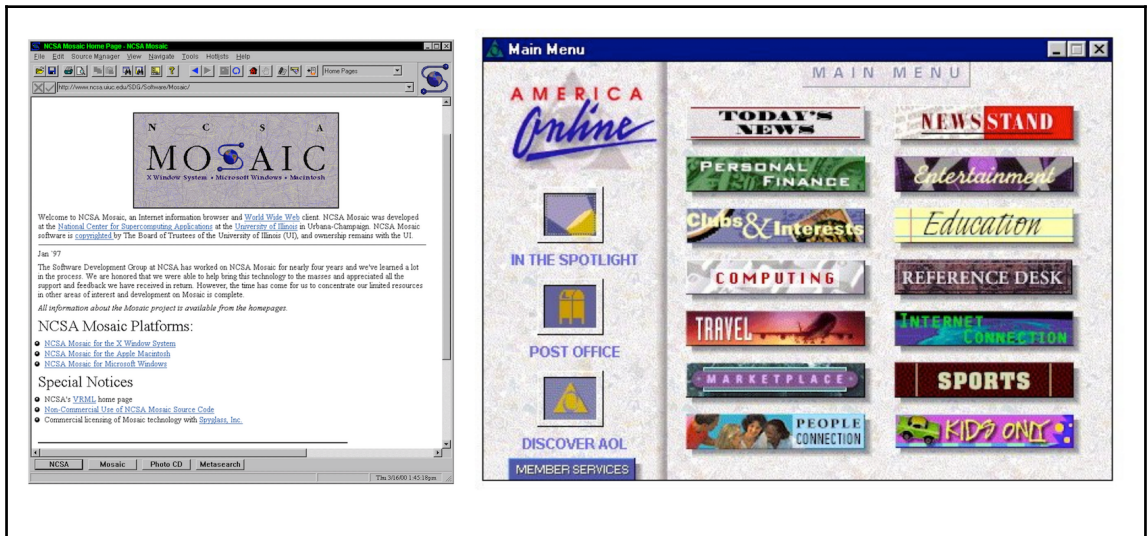 NCSA Mosaic Home Page - NCSA Mosaic
File Edit Source Manager View Navigate Tools Hotlists Help
Home Pages
http://www.ncsa.uiuc.edu/SDG/Software/Mosaic/
N C S A
MOSAIC
X Window System • Microsoft Windows • Macintosh
Welcome to NCSA Mosaic, an Internet information browser and World Wide Web client. NCSA Mosaic was developed
at the National Center for Supercomputing Applications at the University of Illinois in Urbana-Champaign. NCSA Mosaic
software is copyrighted by The Board of Trustees of the University of Illinois (UI), and ownership remains with the UI.
Jan '97
The Software Development Group at NCSA has worked on NCSA Mosaic for nearly four years and we've learned a lot
in the process. We are honored that we were able to help bring this technology to the masses and appreciated all the
support and feedback we have received in return. However, the time has come for us to concentrate our limited resources
in other areas of interest and development on Mosaic is complete.
All information about the Mosaic project is available from the homepages.
NCSA Mosaic Platforms:
NCSA Mosaic for the X Window System
NCSA Mosaic for the Apple Macintosh
NCSA Mosaic for Microsoft Windows
Special Notices
NCSA's VRML home page
Non-Commercial Use of NCSA Mosaic Source Code
Commercial licensing of Mosaic technology with Spyglass, Inc.
NCSA Mosaic Photo CD Metasearch
Thu 3/16/00 1:45:18pm
Main Menu
AMERICA
Online
IN THE SPOTLIGHT
POST OFFICE
DISCOVER AOL
MEMBER SERVICES
MAIN MENU
TODAY'S
NEWS
NEWSSTAND
PERSONAL
FINANCE
Entertainment
Clubs & Interests
Education
COMPUTING
REFERENCE DESK
TRAVEL
INTERNET
CONNECTION
MARKETPLACE
SPORTS
PEOPLE
CONNECTION
KIDS ONLY